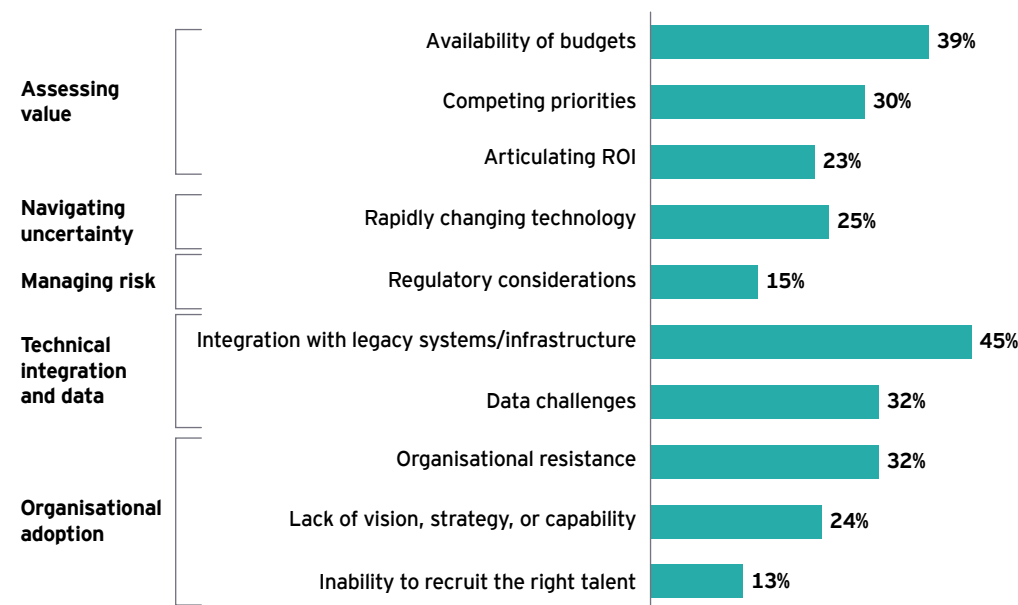 Assessing
value
Availability of budgets 39%
Competing priorities 30%
Articulating ROI 23%
Navigating
uncertainty
Rapidly changing technology 25%
Managing risk
Regulatory considerations 15%
Technical
integration
and data
Integration with legacy systems/infrastructure 45%
Data challenges 32%
Organisational
adoption
Organisational resistance 32%
Lack of vision, strategy, or capability 24%
Inability to recruit the right talent 13%